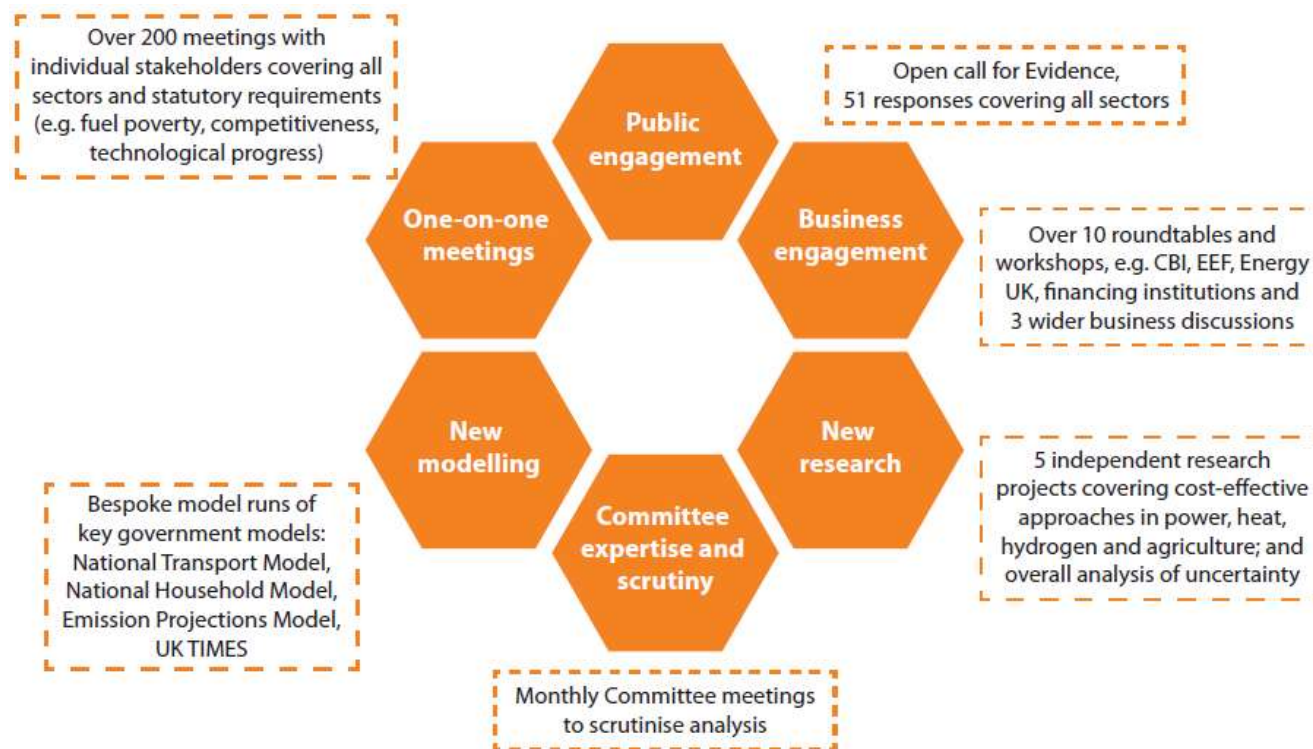 Over 200 meetings with
individual stakeholders covering all
sectors and statutory requirements
(e.g. fuel poverty, competitiveness,
technological progress)
Public
engagement
Open call for Evidence,
51 responses covering all sectors
One-on-one
meetings
Business
engagement
Over 10 roundtables and
workshops, e.g. CBI, EEF, Energy
UK, financing institutions and
3 wider business discussions
New
modelling
New
research
Bespoke model runs of
key government models:
National Transport Model,
National Household Model,
Emission Projections Model,
UK TIMES
Committee
expertise and
scrutiny
5 independent research
projects covering cost-effective
approaches in power, heat,
hydrogen and agriculture; and
overall analysis of uncertainty
Monthly Committee meetings
to scrutinise analysis